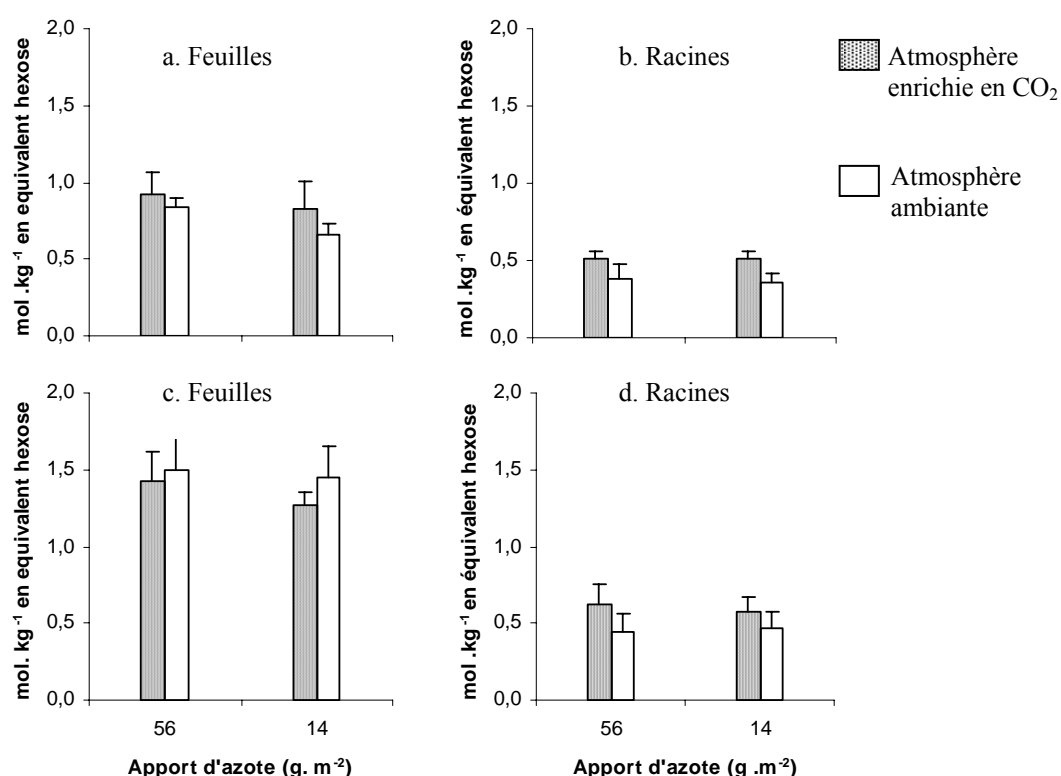 2,0
a. Feuilles
1,5
1,0
0,5
0,0
mol .kg⁻¹ en equivalent hexose
2,0
b. Racines
1,5
1,0
0,5
0,0
mol .kg⁻¹ en équivalent hexose
Atmosphère
enrichie en CO₂
Atmosphère
ambiante
2,0
c. Feuilles
1,5
1,0
0,5
0,0
mol. kg⁻¹ en equivalent hexose
56
14
Apport d'azote (g. m⁻²)
2,0
d. Racines
1,5
1,0
0,5
0,0
mol .kg⁻¹ en équivalent hexose
56
14
Apport d'azote (g .m⁻²)